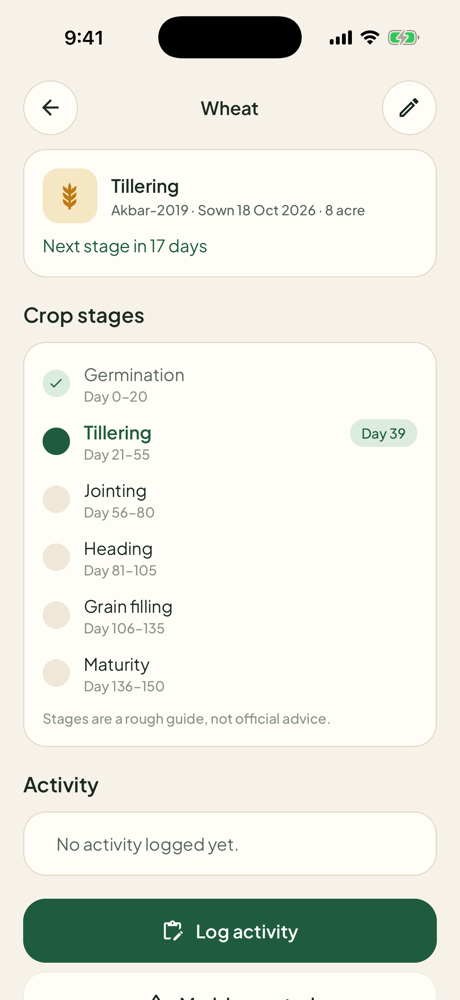 9:41
Wheat
Tillering
Akbar-2019 · Sown 18 Oct 2026 · 8 acre
Next stage in 17 days
Crop stages
Germination
Day 0–20
Tillering
Day 39
Day 21–55
Jointing
Day 56–80
Heading
Day 81–105
Grain filling
Day 106–135
Maturity
Day 136–150
Stages are a rough guide, not official advice.
Activity
No activity logged yet.
Log activity